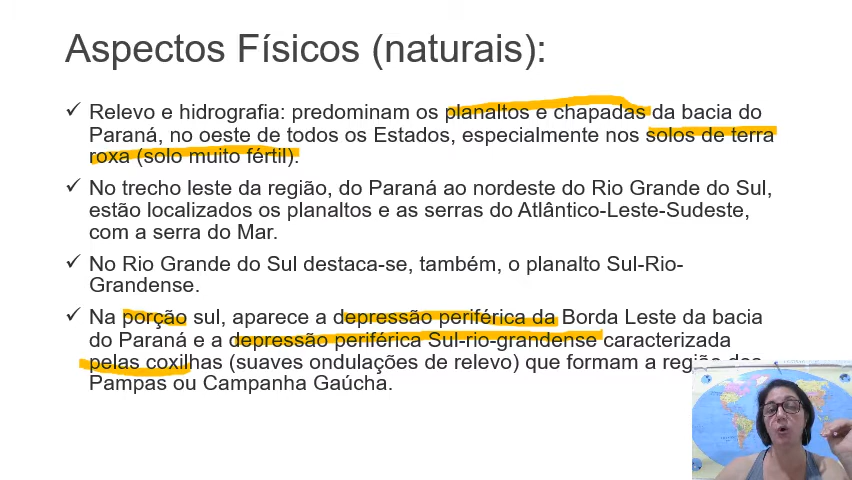 Aspectos Físicos (naturais):
✓ Relevo e hidrografia: predominam os planaltos e chapadas da bacia do
Paraná, no oeste de todos os Estados, especialmente nos solos de terra
roxa (solo muito fértil).
✓ No trecho leste da região, do Paraná ao nordeste do Rio Grande do Sul,
estão localizados os planaltos e as serras do Atlântico-Leste-Sudeste,
com a serra do Mar.
✓ No Rio Grande do Sul destaca-se, também, o planalto Sul-Rio-
Grandense.
✓ Na porção sul, aparece a depressão periférica da Borda Leste da bacia
do Paraná e a depressão periférica Sul-rio-grandense caracterizada
pelas coxilhas (suaves ondulações de relevo) que formam a região dos
Pampas ou Campanha Gaúcha.